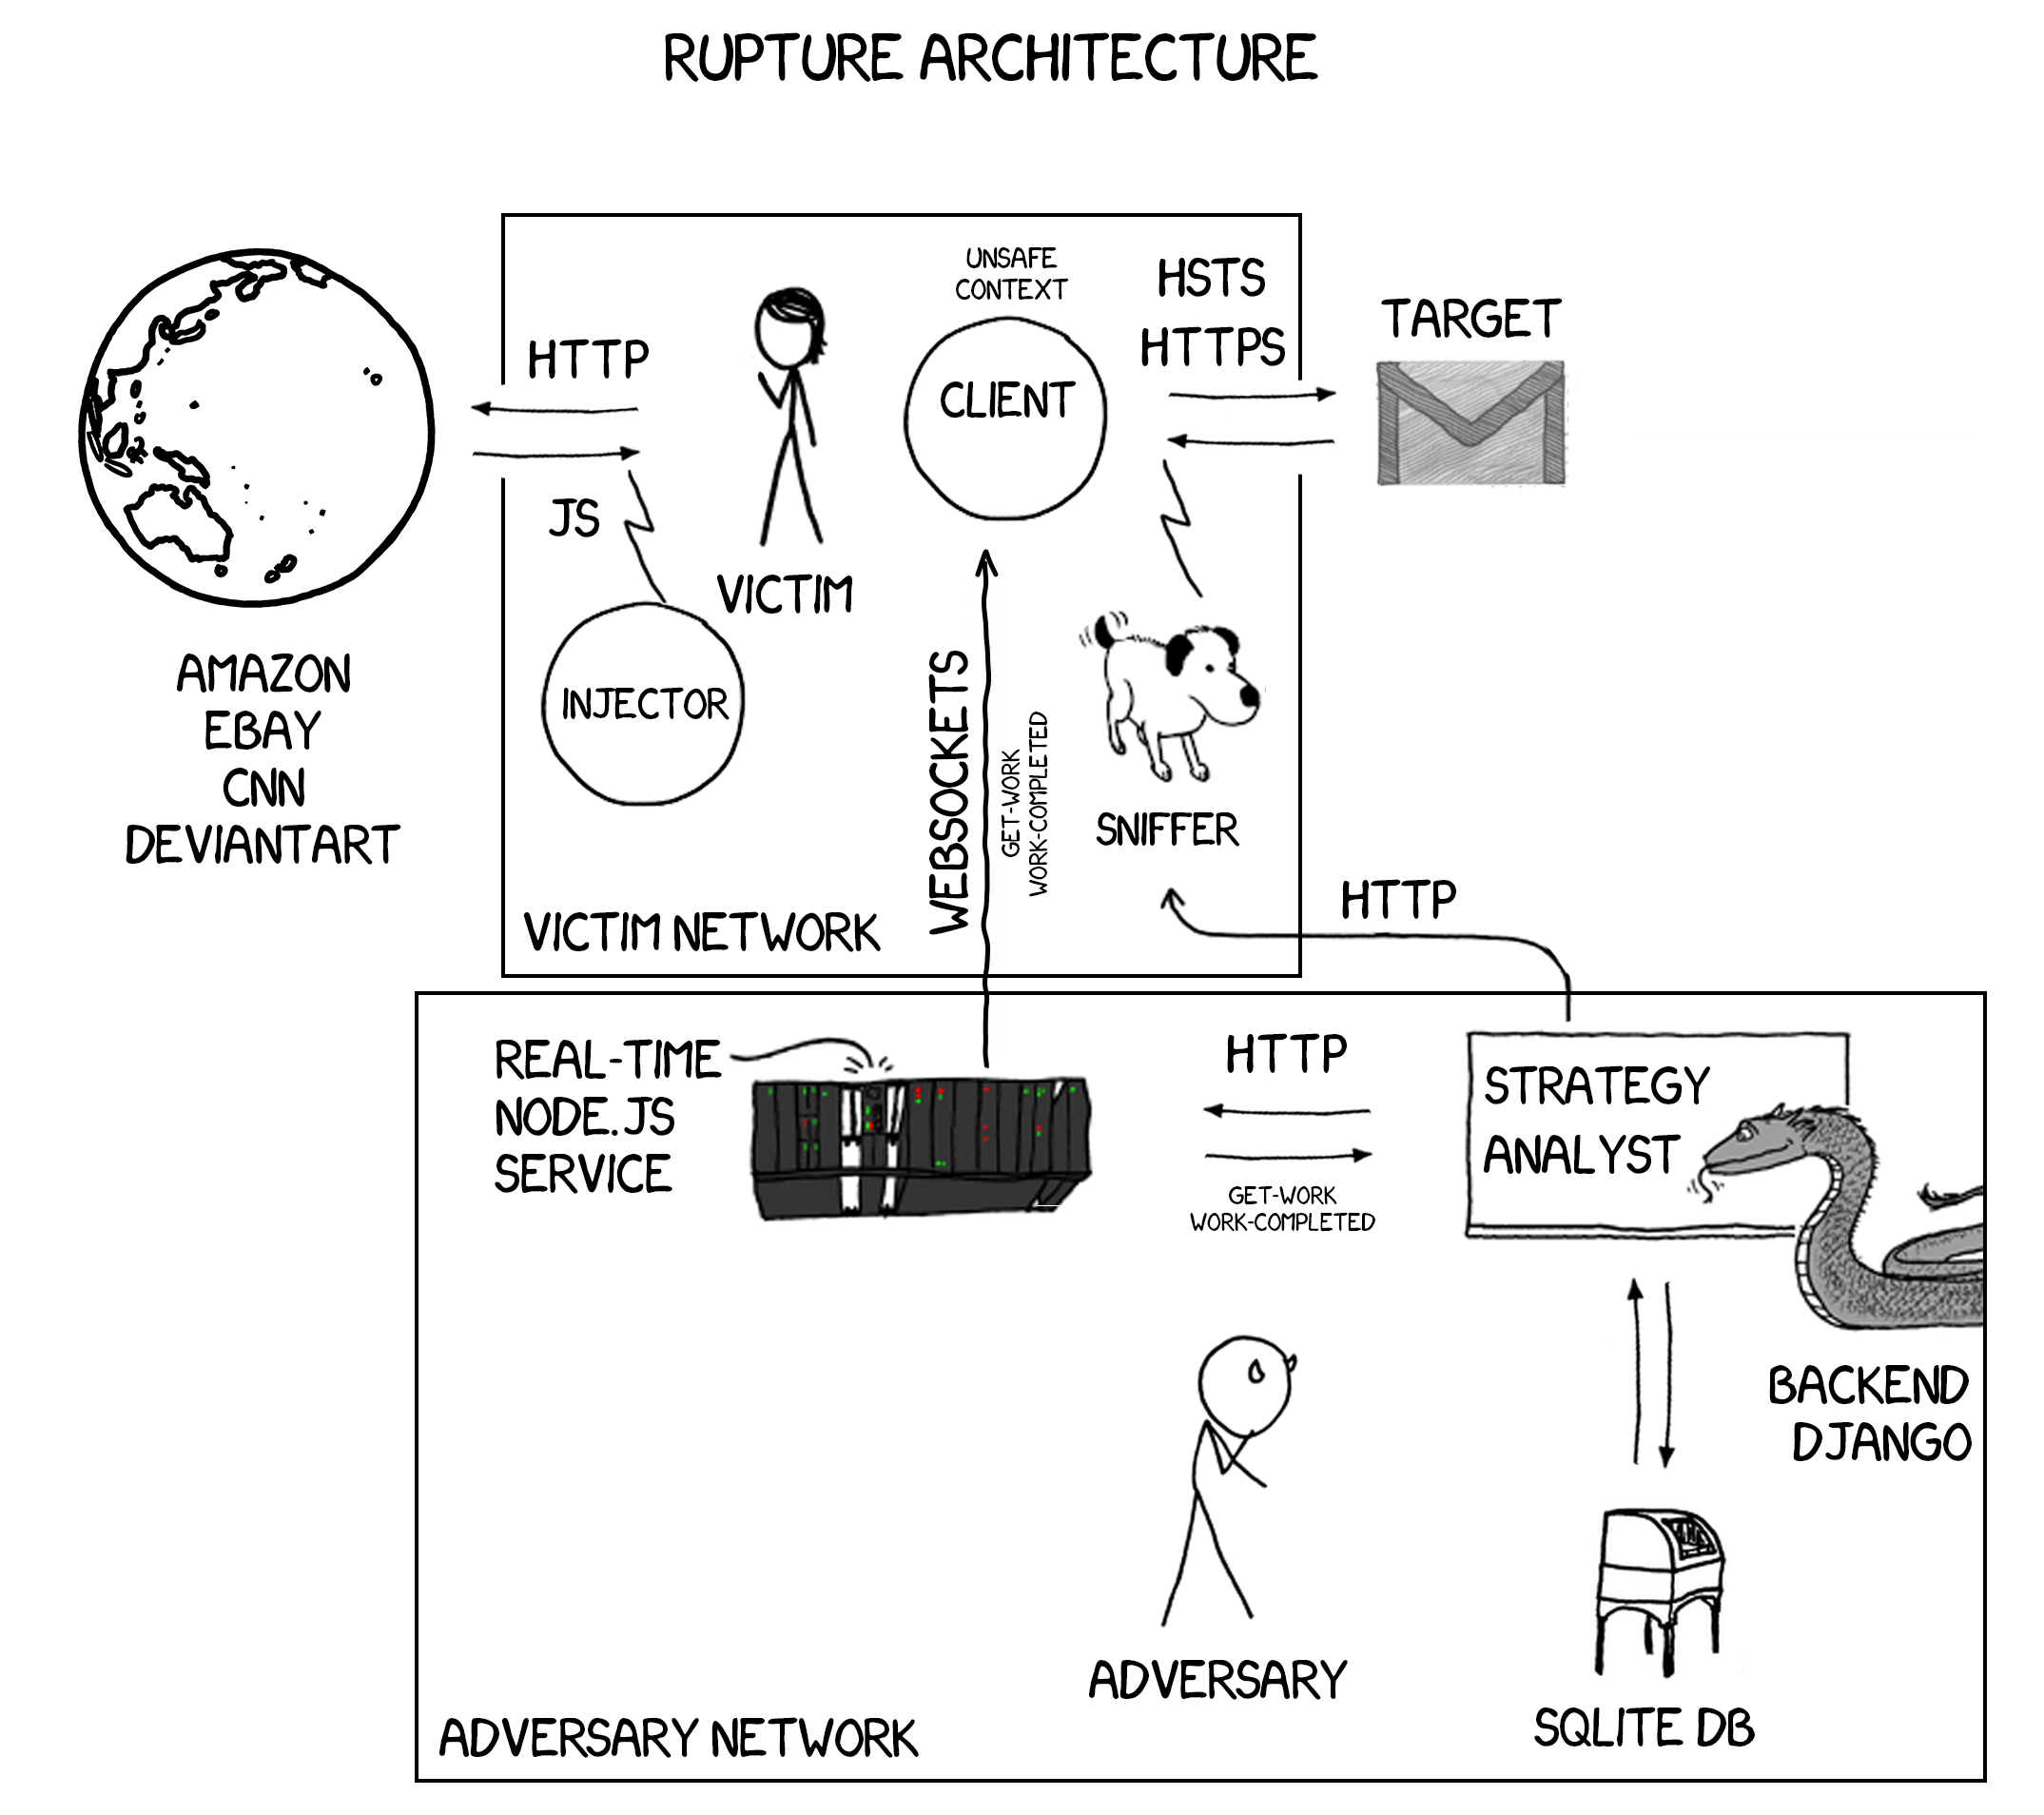 RUPTURE ARCHITECTURE
UNSAFE
CONTEXT
HSTS
HTTPS
TARGET
HTTP
CLIENT
JS
VICTIM
INJECTOR
AMAZON
EBAY
CNN
DEVIANTART
WEBSOCKETS
GET-WORK
WORK-COMPLETED
SNIFFER
VICTIM NETWORK
HTTP
REAL-TIME
NODE.JS
SERVICE
HTTP
GET-WORK
WORK-COMPLETED
STRATEGY
ANALYST
BACKEND
DJANGO
ADVERSARY
SQLITE DB
ADVERSARY NETWORK